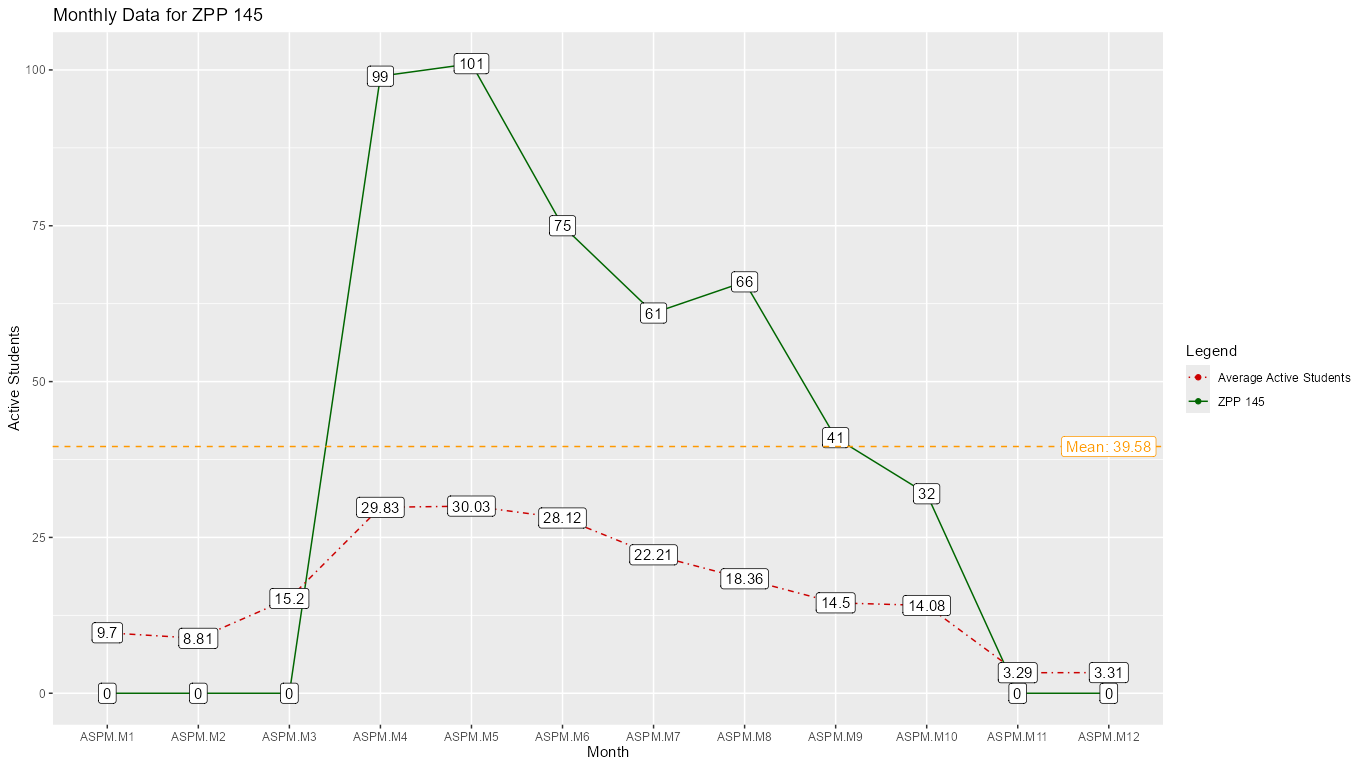 Monthly Data for ZPP 145
Active Students
100
75
50
25
0
99
101
75
61
66
41
32
Mean: 39.58
29.83
30.03
28.12
22.21
18.36
14.5
14.08
15.2
9.7
8.81
3.29
3.31
0
0
0
0
0
ASPM.M1
ASPM.M2
ASPM.M3
ASPM.M4
ASPM.M5
ASPM.M6
ASPM.M7
ASPM.M8
ASPM.M9
ASPM.M10
ASPM.M11
ASPM.M12
Month
Legend
Average Active Students
ZPP 145